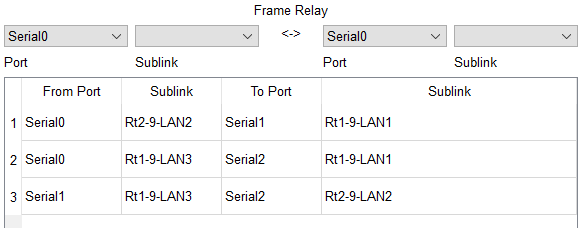 Frame Relay
Serial0 <-> Serial0
Port Sublink Port Sublink
From Port Sublink To Port Sublink
1 Serial0 Rt2-9-LAN2 Serial1 Rt1-9-LAN1
2 Serial0 Rt1-9-LAN3 Serial2 Rt1-9-LAN1
3 Serial1 Rt1-9-LAN3 Serial2 Rt2-9-LAN2